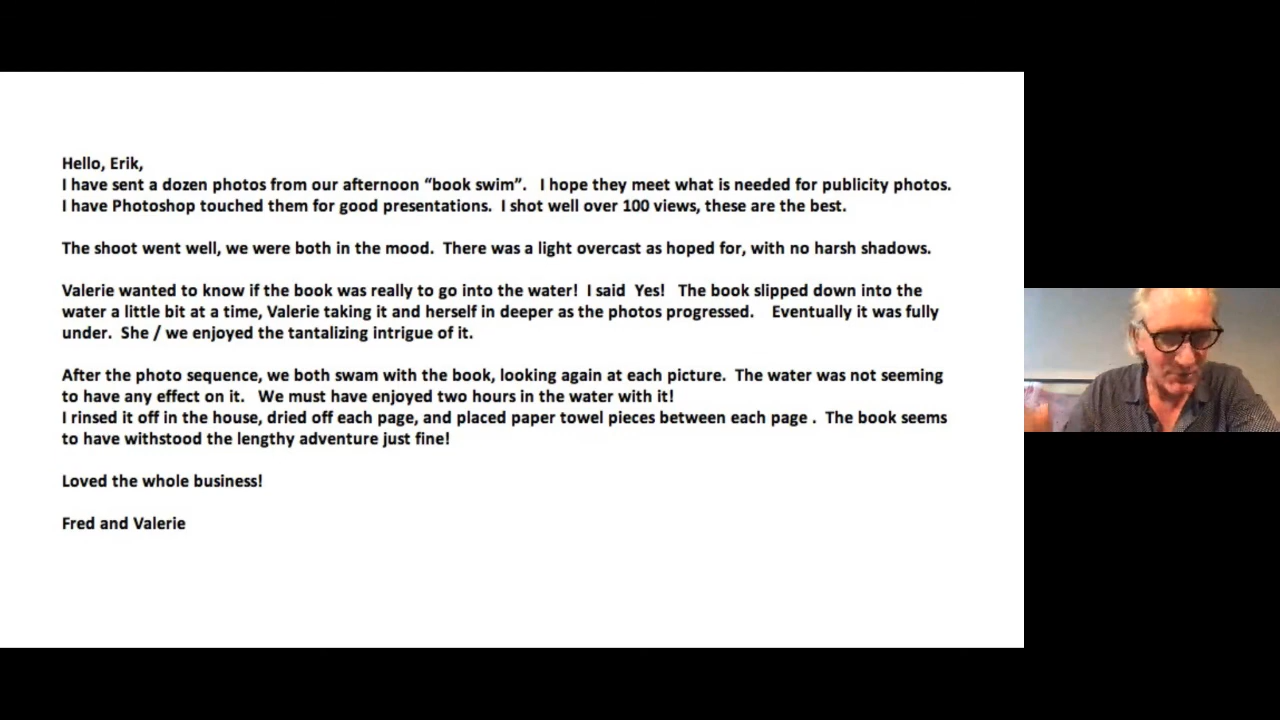 Hello, Erik,
I have sent a dozen photos from our afternoon “book swim”.   I hope they meet what is needed for publicity photos.
I have Photoshop touched them for good presentations.  I shot well over 100 views, these are the best.
The shoot went well, we were both in the mood.  There was a light overcast as hoped for, with no harsh shadows.
Valerie wanted to know if the book was really to go into the water!  I said  Yes!   The book slipped down into the
water a little bit at a time, Valerie taking it and herself in deeper as the photos progressed.    Eventually it was fully
under.  She / we enjoyed the tantalizing intrigue of it.
After the photo sequence, we both swam with the book, looking again at each picture.  The water was not seeming
to have any effect on it.   We must have enjoyed two hours in the water with it!
I rinsed it off in the house, dried off each page, and placed paper towel pieces between each page .  The book seems
to have withstood the lengthy adventure just fine!
Loved the whole business!
Fred and Valerie